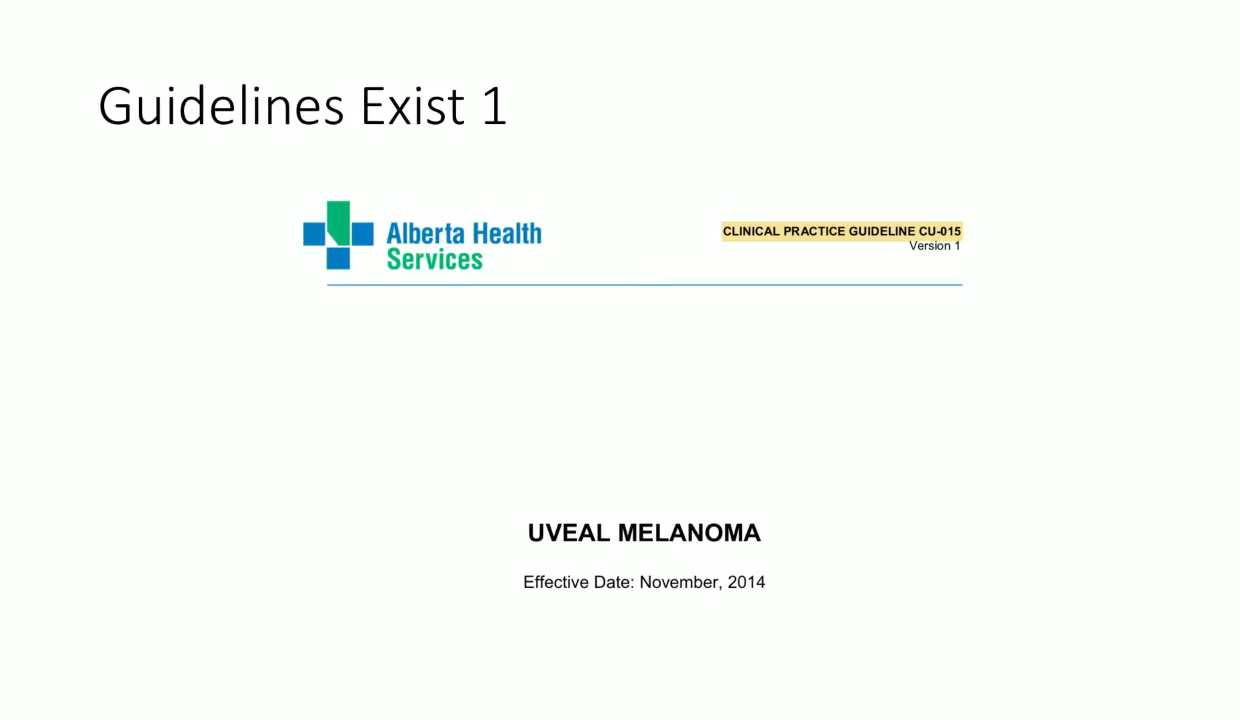 Guidelines Exist 1
Alberta Health
Services
CLINICAL PRACTICE GUIDELINE CU-015
Version 1
UVEAL MELANOMA
Effective Date: November, 2014